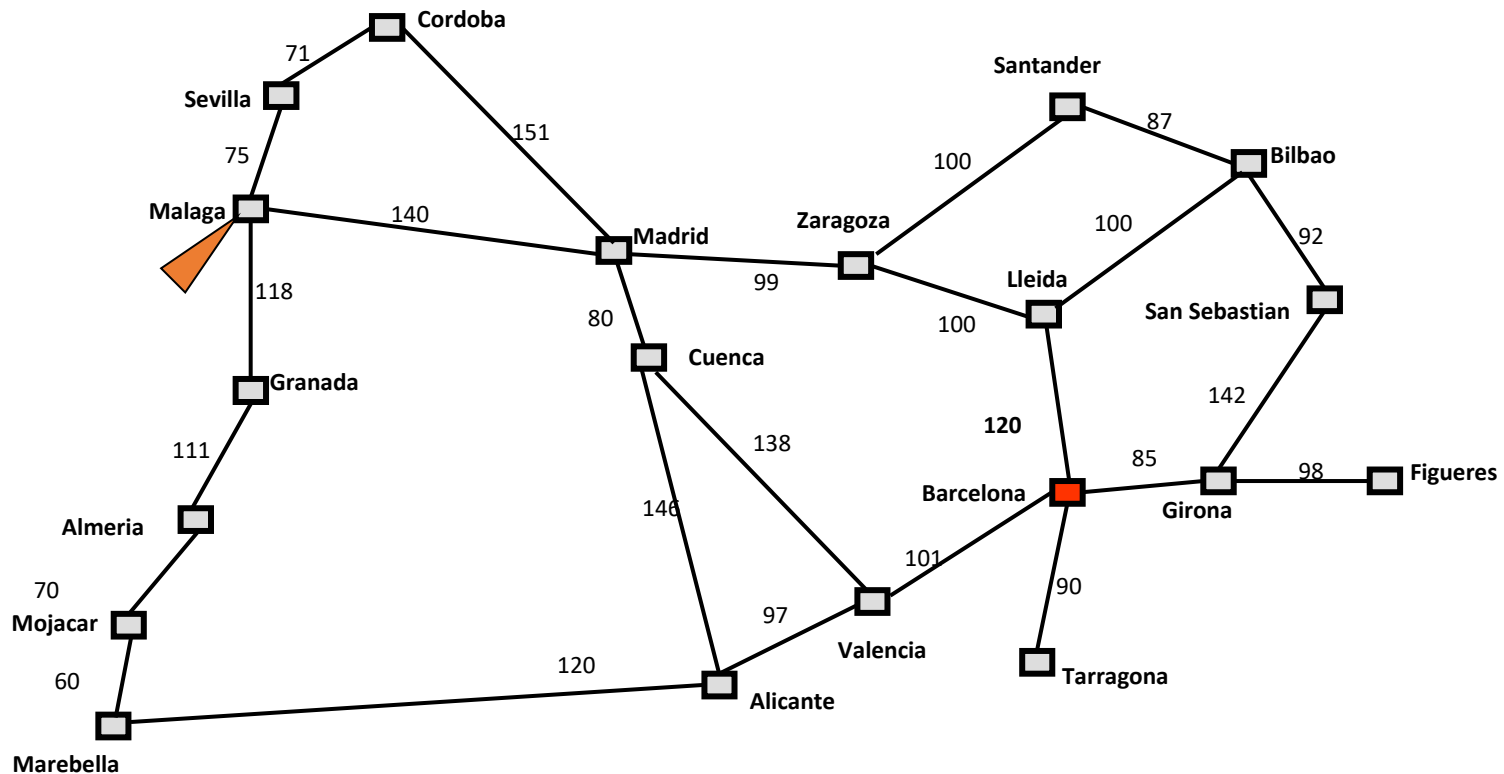 Cordoba
71
Santander
Sevilla
87
151
75
100
Bilbao
Malaga
140
Madrid
Zaragoza
100
92
99
Lleida
118
San Sebastian
80
100
Cuenca
Granada
142
120
138
111
85
98
Figueres
Barcelona
146
Girona
Almeria
101
70
90
97
Mojacar
Valencia
120
Tarragona
60
Alicante
Marebella